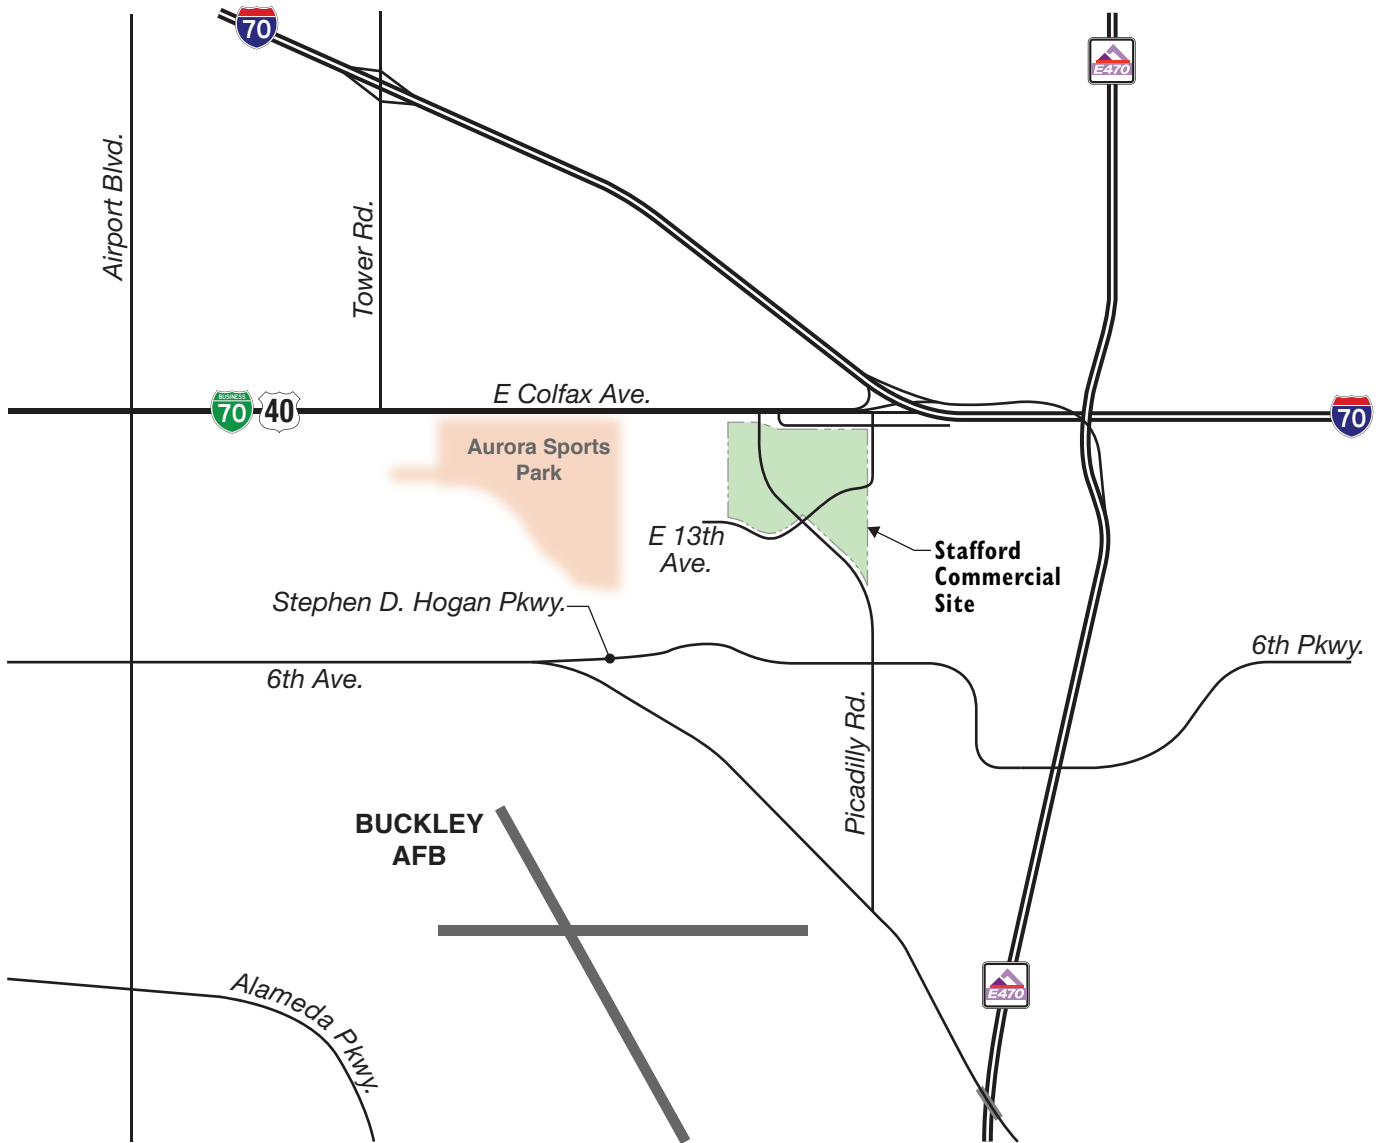 70
E470
Airport Blvd.
Tower Rd.
E Colfax Ave.
BUSINESS
70
40
70
Aurora Sports
Park
E 13th
Ave.
Stafford
Commercial
Site
Stephen D. Hogan Pkwy.
6th Pkwy.
6th Ave.
Picadilly Rd.
BUCKLEY
AFB
E470
Alameda Pkwy.